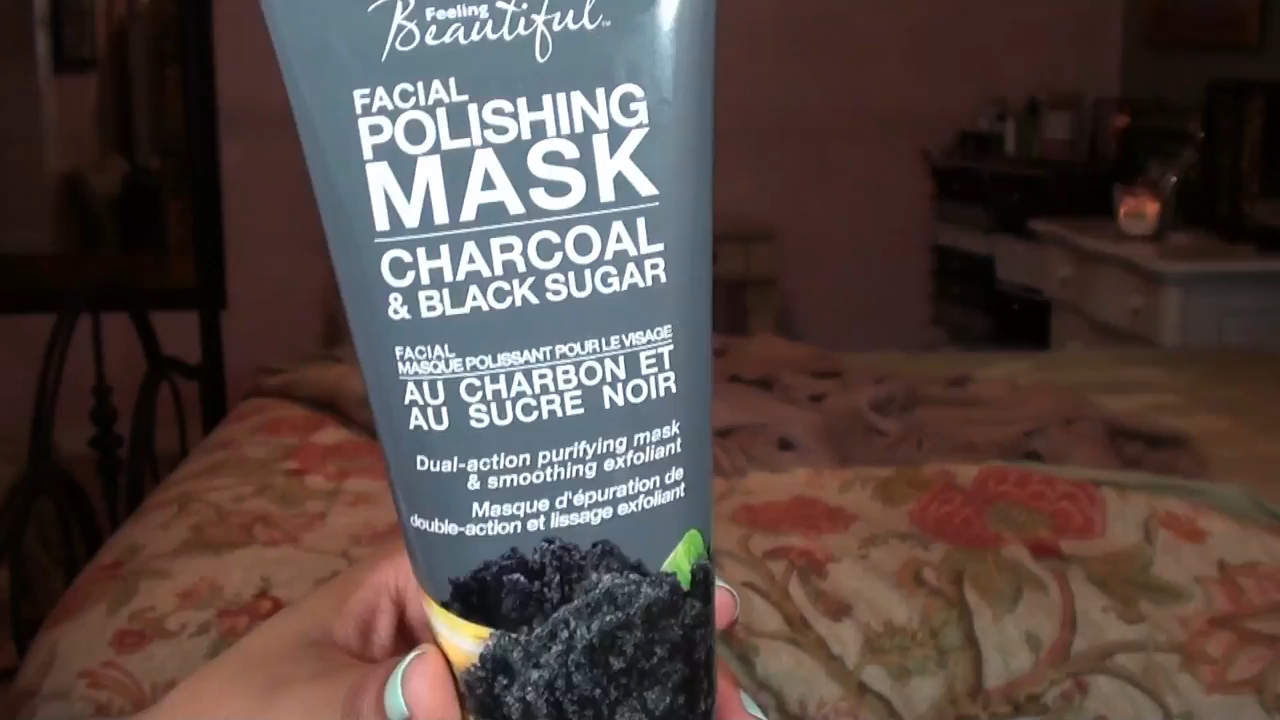 Feeling
Beautiful™
FACIAL
POLISHING
MASK
CHARCOAL
& BLACK SUGAR
FACIAL
MASQUE POLISSANT POUR LE VISAGE
AU CHARBON ET
AU SUCRE NOIR
Dual-action purifying mask
& smoothing exfoliant
Masque d'épuration de
double-action et lissage exfoliant